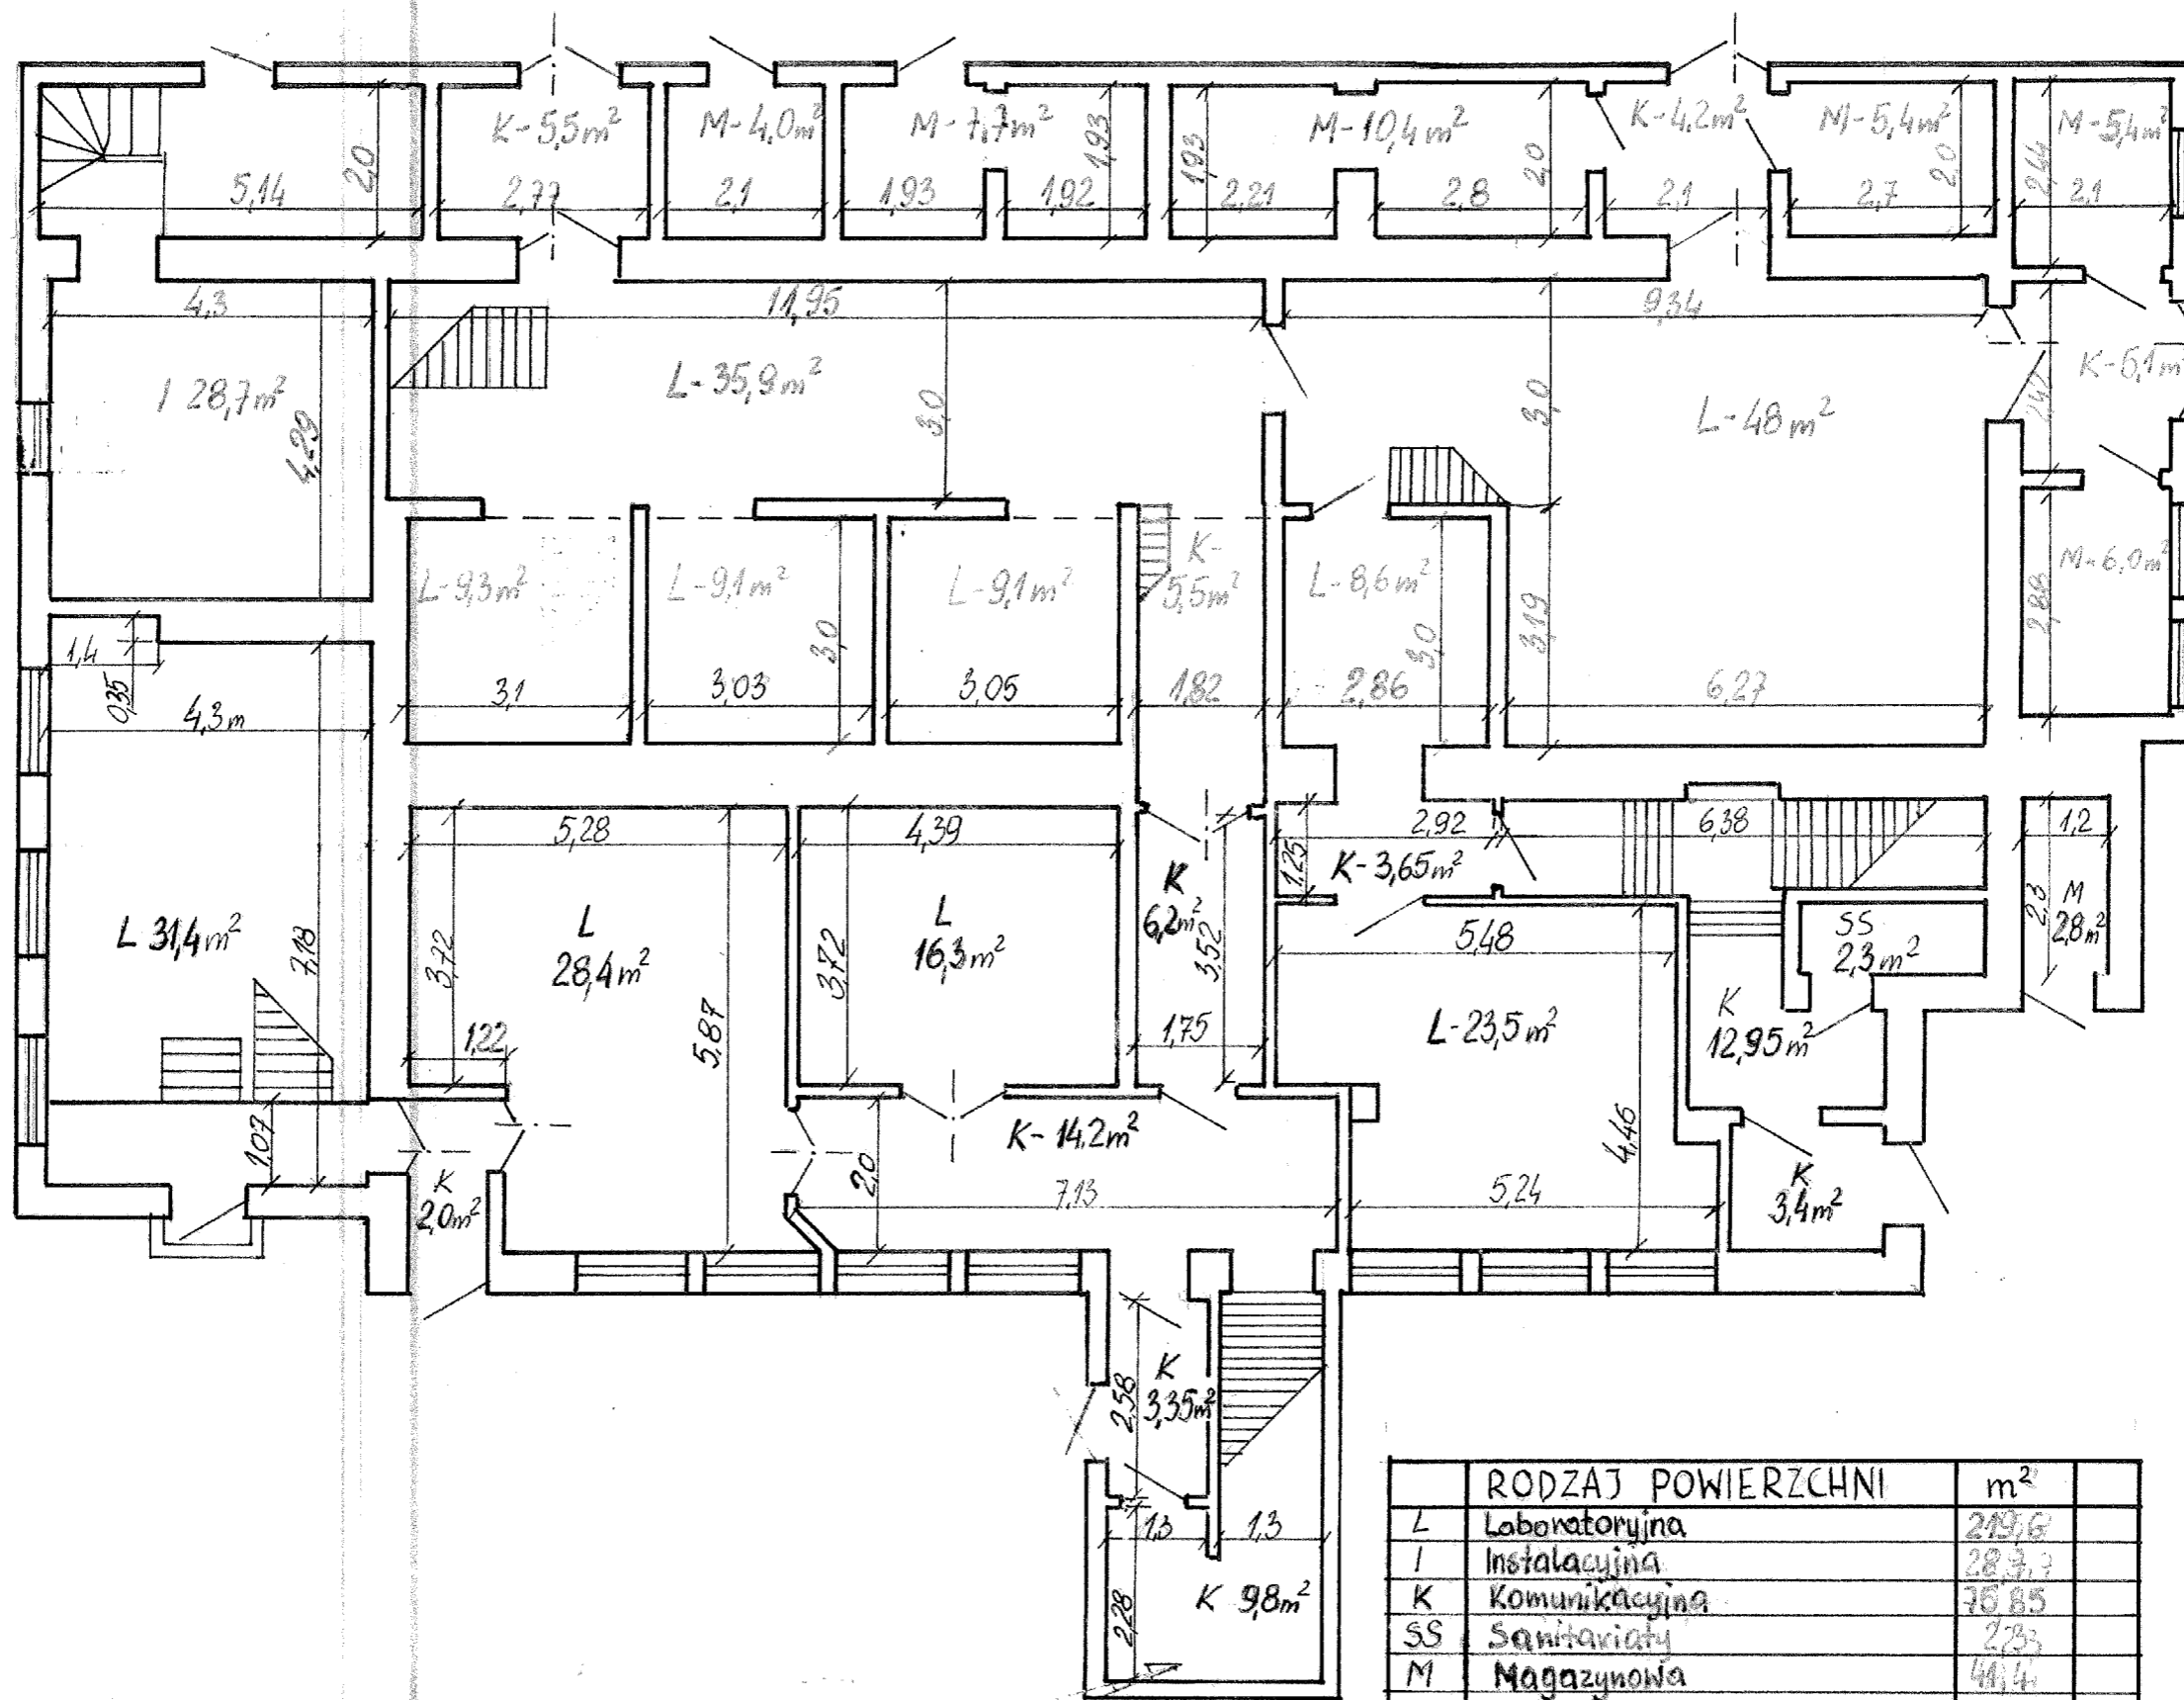 K-5,5m²
M-4,0m²
M-7,7m²
M-10,4m²
K-4,2m²
M-5,4m²
M-5,4m²
1,93
1,93
2,0
2,0
2,0
2,44
5,14
2,77
2,1
1,93
1,92
2,21
2,8
2,1
2,7
2,1
4,3
11,95
9,34
I 28,7m²
L-35,9m²
L-48m²
4,29
3,0
3,0
L-9,3m²
L-9,1m²
L-9,1m²
K-
5,5m²
L-8,6m²
M-6,0m²
3,0
3,0
3,19
2,88
1,4
0,35
4,3m
3,1
3,03
3,05
1,82
2,86
6,27
5,28
4,39
2,92
6,38
1,2
1,25
K-3,65m²
L 31,4m²
7,18
3,72
L
28,4m²
3,72
L
16,3m²
K
6,2m²
3,52
5,48
SS
2,3m²
2,3
M
2,8m²
1,22
5,87
1,75
L-23,5m²
K
12,95m²
1,07
K
2,0m²
2,0
K-14,2m²
7,13
4,46
5,24
K
3,4m²
2,58
K
3,35m²
1,3
1,3
2,28
K 9,8m²
RODZAJ POWIERZCHNI m²
L Laboratoryjna 219,6
I Instalacyjna
K Komunikacyjna 75,85
SS Sanitariaty
M Magazynowa 41,4